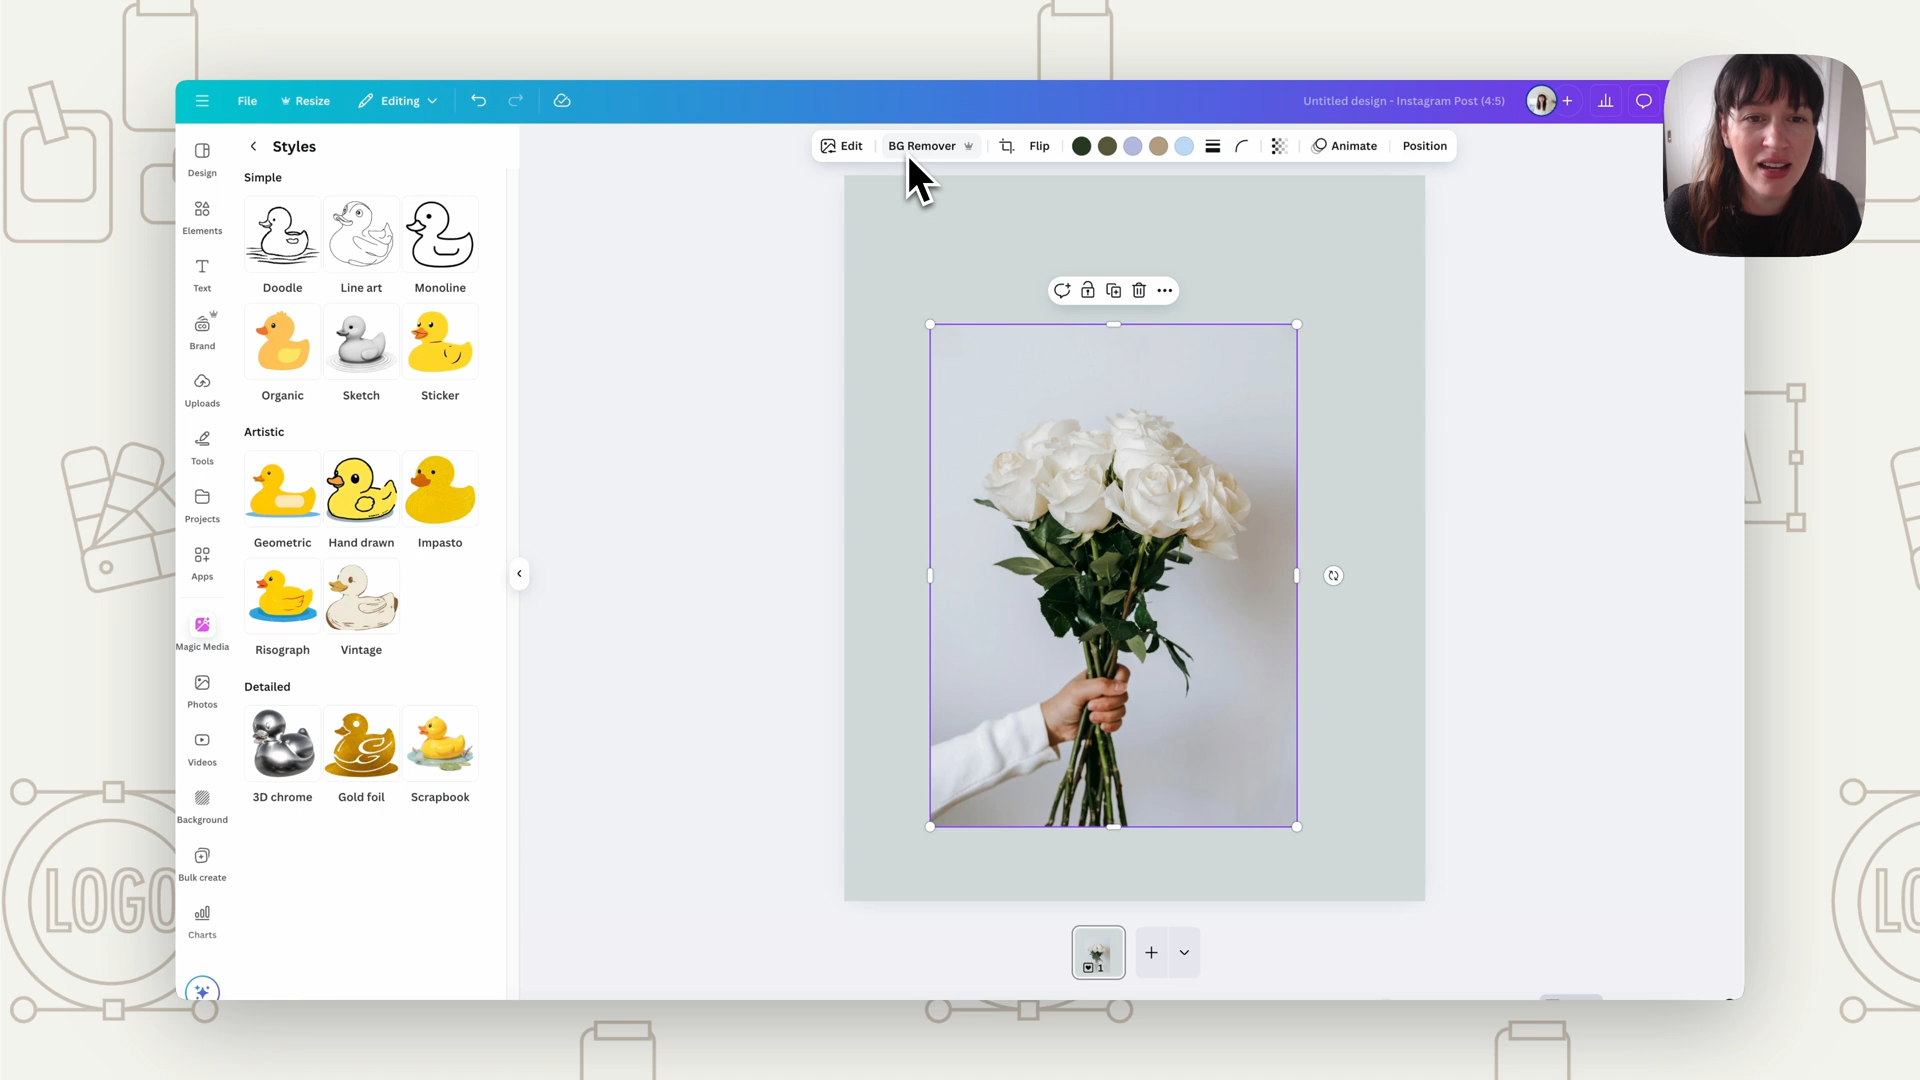 File
Resize
Editing
Untitled design - Instagram Post (4:5)
Design
Elements
Text
Brand
Uploads
Tools
Projects
Apps
Magic Media
Photos
Videos
Background
Bulk create
Charts
Styles
Simple
Doodle
Line art
Monoline
Organic
Sketch
Sticker
Artistic
Geometric
Hand drawn
Impasto
Risograph
Vintage
Detailed
3D chrome
Gold foil
Scrapbook
Edit
BG Remover
Flip
Animate
Position
1
LOGO
LO